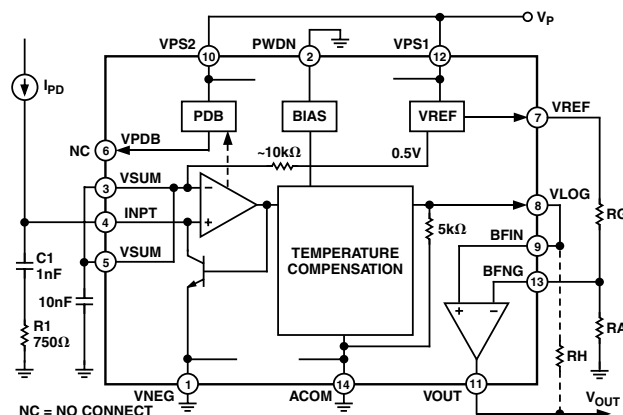 VP
VPS2
PWDN
VPS1
10
2
12
IPD
PDB
BIAS
VREF
7
VREF
VPDB
NC
6
~10kΩ
0.5V
VSUM
3
–
VLOG
8
INPT
4
+
5kΩ
RG
BFIN
9
VSUM
5
TEMPERATURE
COMPENSATION
C1
1nF
BFNG
13
10nF
+
–
R1
750Ω
RH
RA
1
14
11
VNEG
ACOM
VOUT
VOUT
NC = NO CONNECT